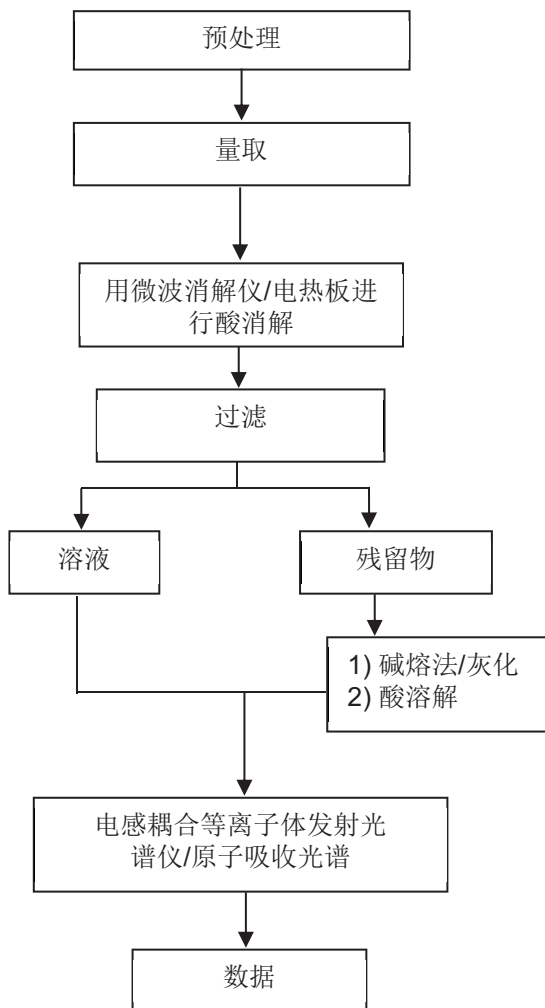 预处理
量取
用微波消解仪/电热板进
行酸消解
过滤
溶液
残留物
1) 碱熔法/灰化
2) 酸溶解
电感耦合等离子体发射光
谱仪/原子吸收光谱
数据